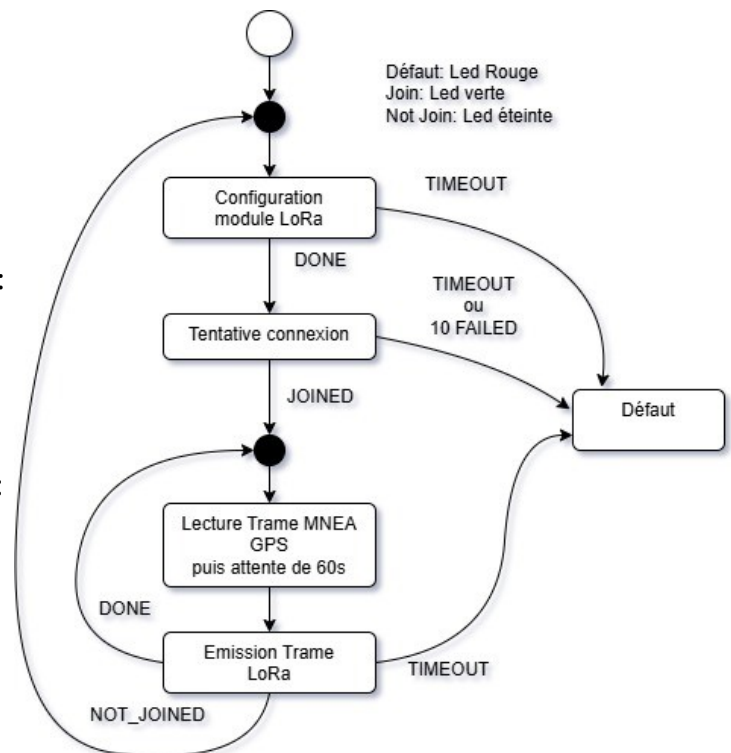 Défaut: Led Rouge
Join: Led verte
Not Join: Led éteinte
Configuration
module LoRa
TIMEOUT
DONE
:
TIMEOUT
ou
10 FAILED
Tentative connexion
JOINED
Défaut
:
Lecture Trame MNEA
GPS
puis attente de 60s
DONE
Emission Trame
LoRa
TIMEOUT
NOT_JOINED